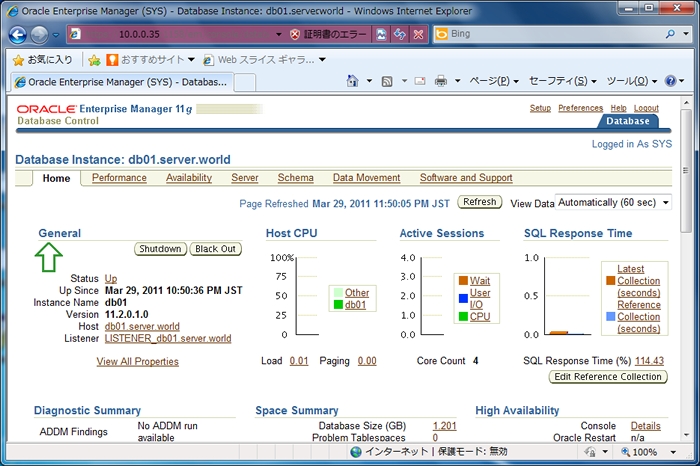 Oracle Enterprise Manager (SYS) - Database Instance: db01.server.world - Windows Internet Explorer
10.0.0.35 証明書のエラー Bing
お気に入り おすすめサイト Web スライス ギャラ...
Oracle Enterprise Manager (SYS) - Databas... ページ(P) セーフティ(S) ツール(O)
ORACLE Enterprise Manager 11g
Database Control
Setup Preferences Help Logout
Database
Logged in As SYS
Database Instance: db01.server.world
Home Performance Availability Server Schema Data Movement Software and Support
Page Refreshed Mar 29, 2011 11:50:05 PM JST Refresh View Data Automatically (60 sec)
General
Shutdown Black Out
Status Up
Up Since Mar 29, 2011 10:50:36 PM JST
Instance Name db01
Version 11.2.0.1.0
Host db01.server.world
Listener LISTENER_db01.server.world
View All Properties
Host CPU
100%
75
50
25
0
Other
db01
Load 0.01 Paging 0.00
Active Sessions
4.0
3.0
2.0
1.0
0.0
Wait
User
I/O
CPU
Core Count 4
SQL Response Time
1.0
0.5
0.0
Latest
Collection
(seconds)
Reference
Collection
(seconds)
SQL Response Time (%) 114.43
Edit Reference Collection
Diagnostic Summary
ADDM Findings No ADDM run
available
Space Summary
Database Size (GB) 1.201
Problem Tablespaces 0
High Availability
Console Details
Oracle Restart n/a
インターネット | 保護モード: 無効 100%